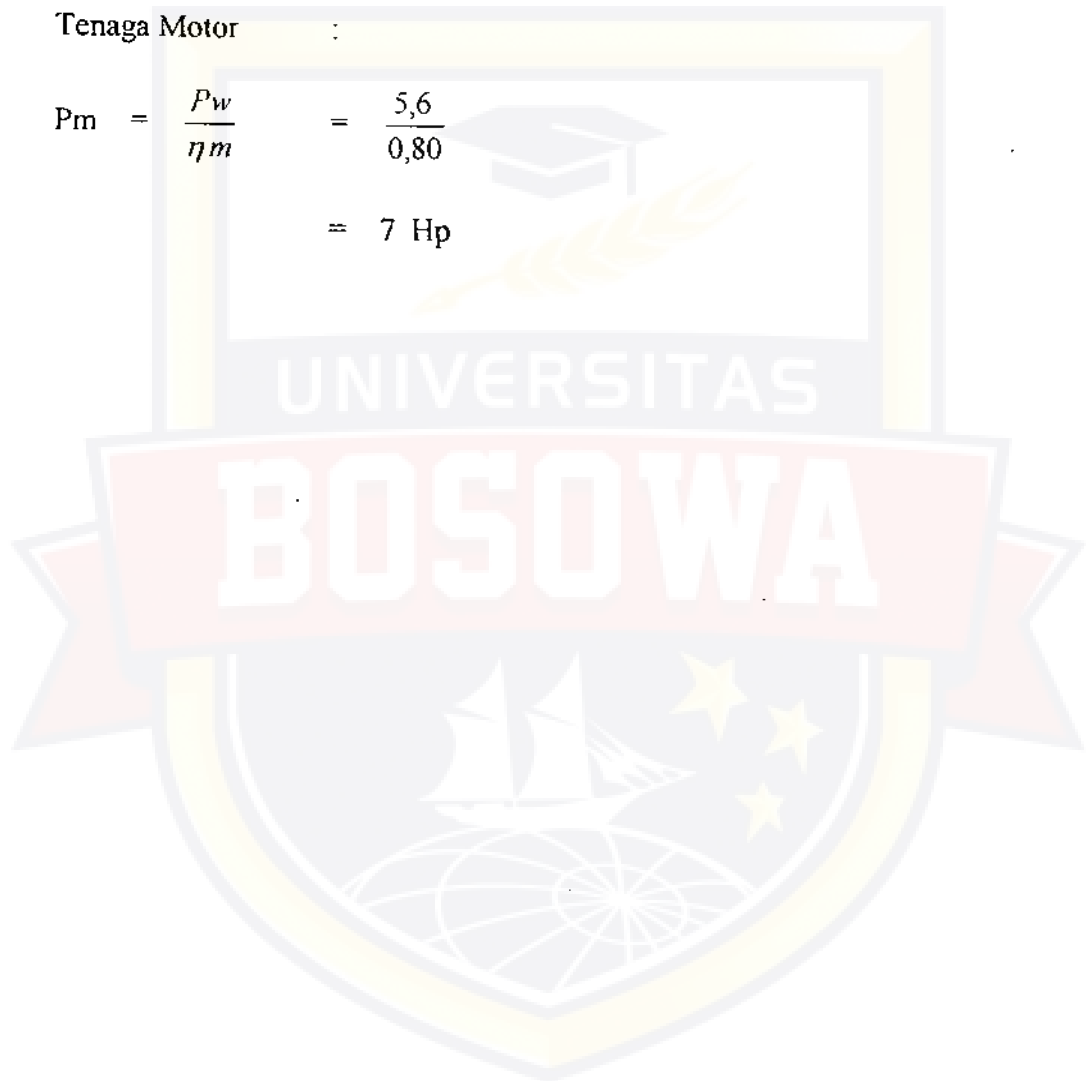 Tenaga Motor :
Pm = Pw / ηm = 5,6 / 0,80
= 7 Hp
UNIVERSITAS
BOSOWA